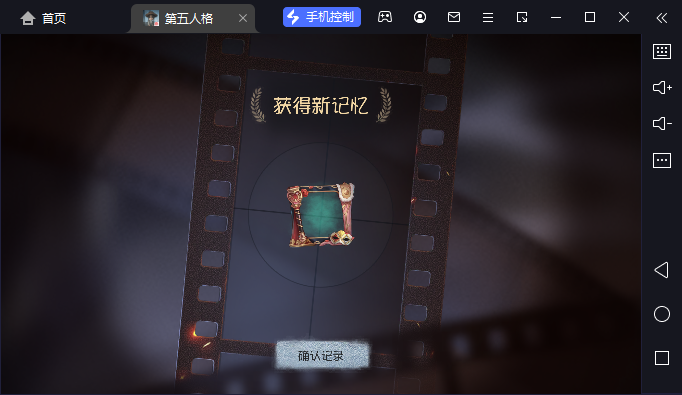 首页
第五人格
手机控制
获得新记忆
确认记录